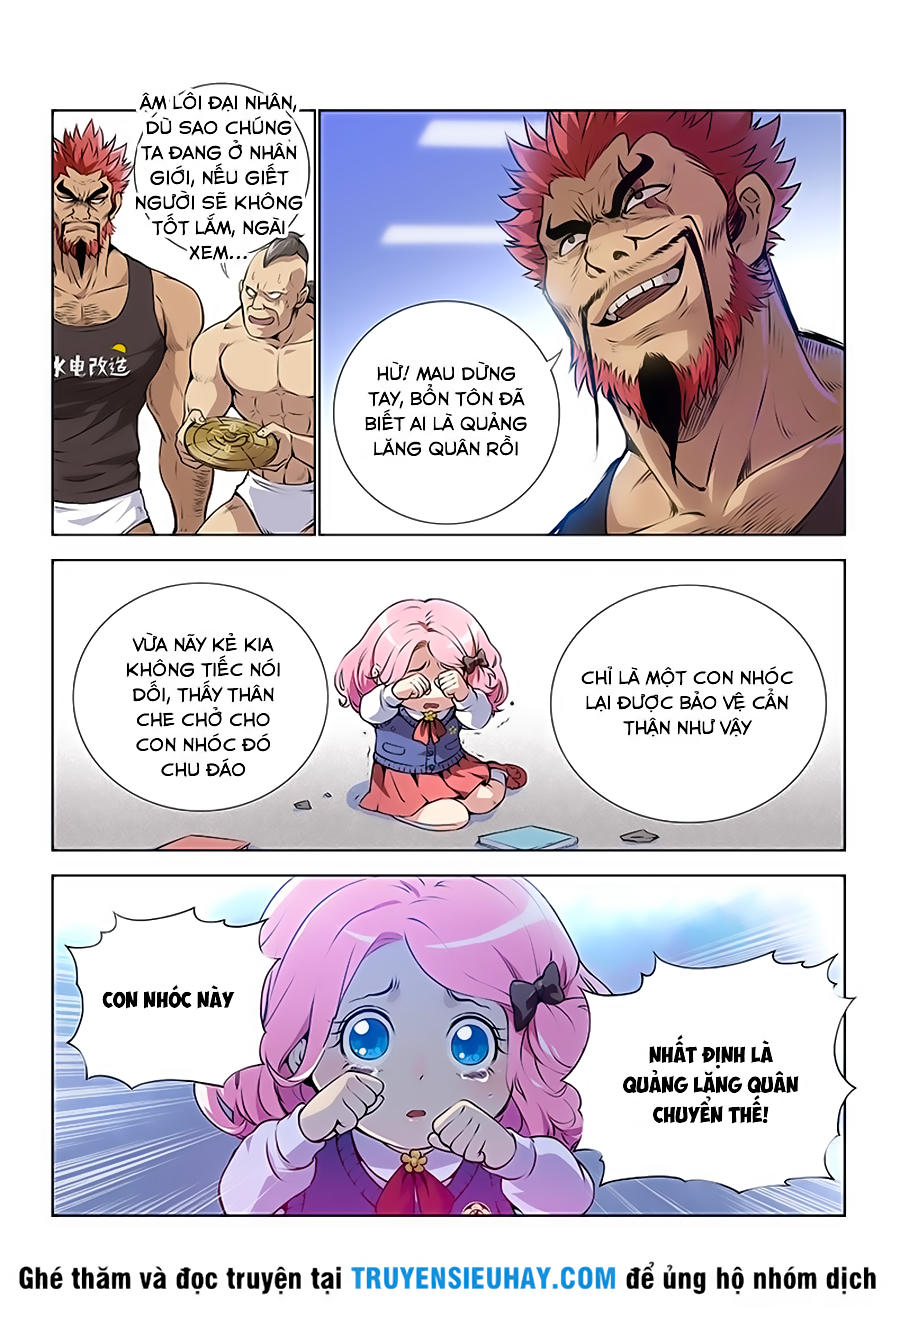 ÂM LÔI ĐẠI NHÂN,
DÙ SAO CHÚNG
TA ĐANG Ở NHÂN
GIỚI, NẾU GIẾT
NGƯỜI SẼ KHÔNG
TỐT LẮM, NGÀI
XEM...
水电改造
HỪ! MAU DỪNG
TAY, BỔN TÔN ĐÃ
BIẾT AI LÀ QUẢNG
LĂNG QUÂN RỒI
VỪA NÃY KẺ KIA
KHÔNG TIẾC NÓI
DỐI, THẤY THÂN
CHE CHỞ CHO
CON NHÓC ĐÓ
CHU ĐÁO
CHỈ LÀ MỘT CON NHÓC
LẠI ĐƯỢC BẢO VỆ CẨN
THẬN NHƯ VẬY
CON NHÓC NÀY
NHẤT ĐỊNH LÀ
QUẢNG LĂNG QUÂN
CHUYỂN THẾ!
Ghé thăm và đọc truyện tại TRUYENSIEUHAY.COM để ủng hộ nhóm dịch